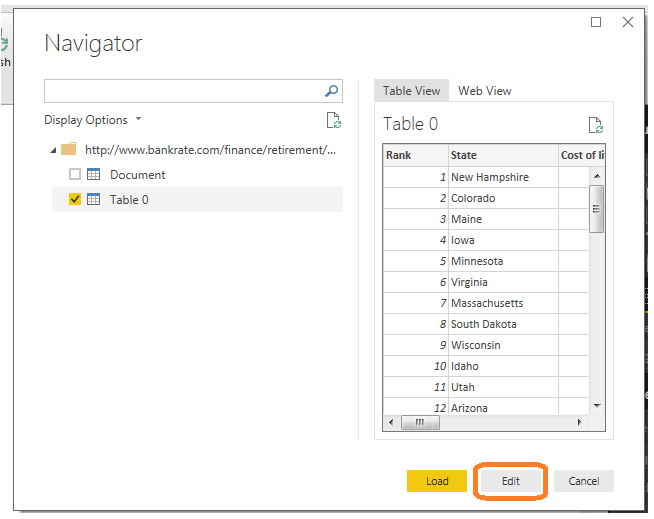 Navigator
sh
Display Options
http://www.bankrate.com/finance/retirement/...
Document
Table 0
Table View Web View
Table 0
Rank State Cost of li
1 New Hampshire
2 Colorado
3 Maine
4 Iowa
5 Minnesota
6 Virginia
7 Massachusetts
8 South Dakota
9 Wisconsin
10 Idaho
11 Utah
12 Arizona
Load Edit Cancel